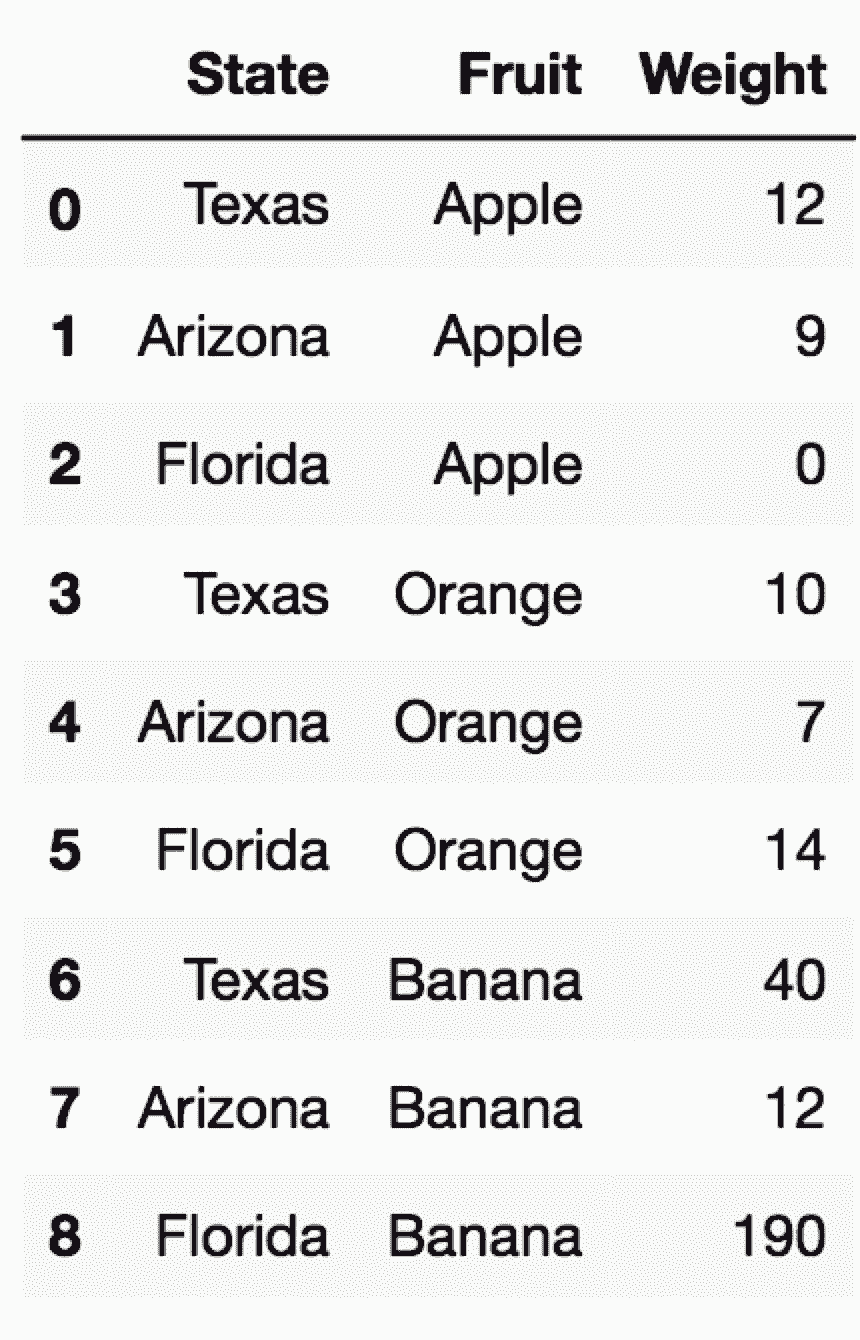 State Fruit Weight
0 Texas Apple 12
1 Arizona Apple 9
2 Florida Apple 0
3 Texas Orange 10
4 Arizona Orange 7
5 Florida Orange 14
6 Texas Banana 40
7 Arizona Banana 12
8 Florida Banana 190